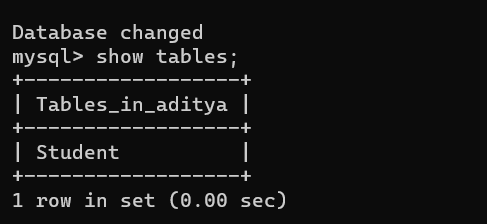 Database changed
mysql> show tables;
+------------------+
| Tables_in_aditya |
+------------------+
| Student          |
+------------------+
1 row in set (0.00 sec)